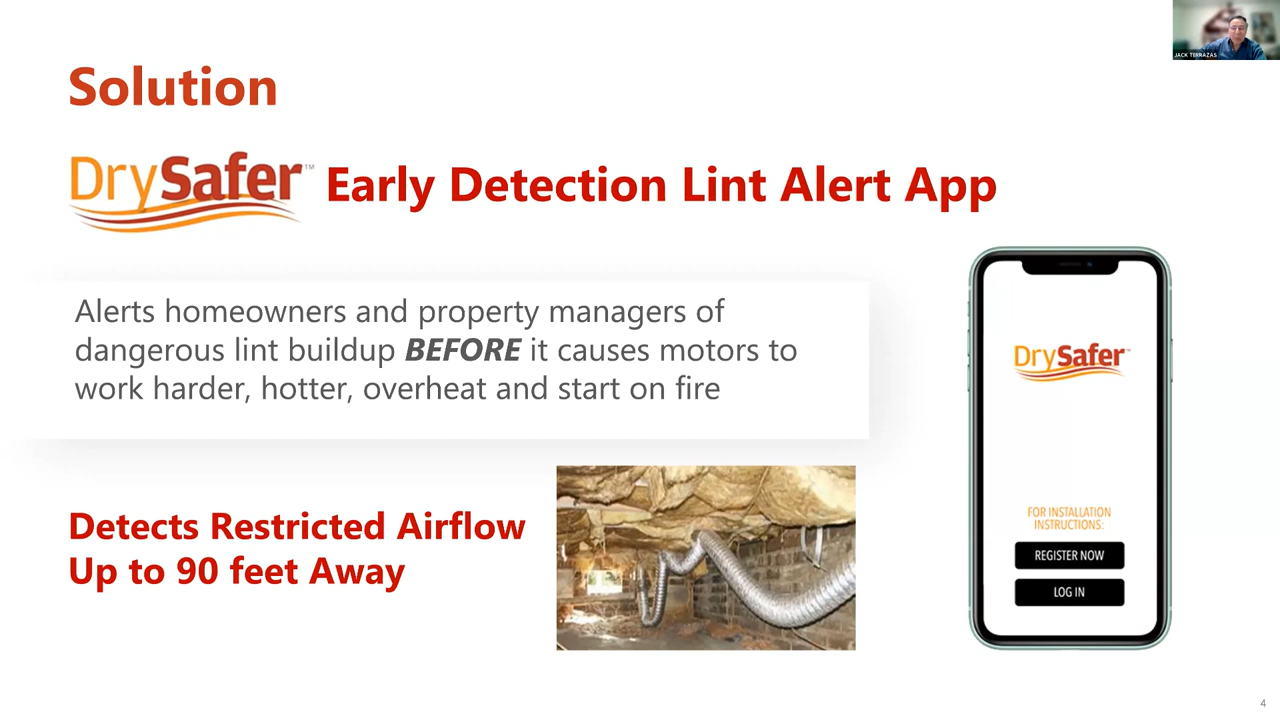 JACK TERRAZAS
Solution
DrySafer™ Early Detection Lint Alert App
Alerts homeowners and property managers of
dangerous lint buildup BEFORE it causes motors to
work harder, hotter, overheat and start on fire
Detects Restricted Airflow
Up to 90 feet Away
DrySafer™
FOR INSTALLATION
INSTRUCTIONS:
REGISTER NOW
LOG IN
4